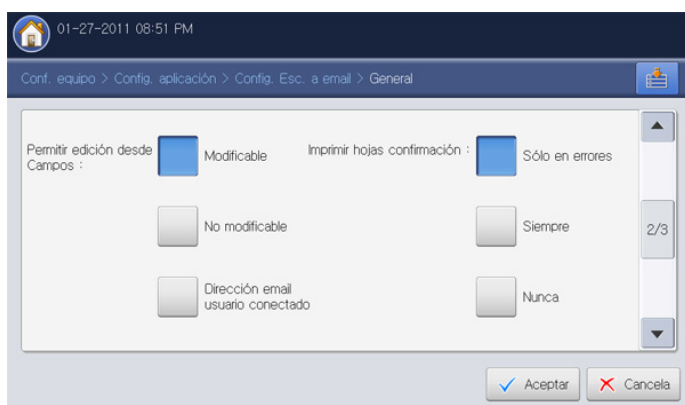 01-27-2011 08:51 PM
Conf. equipo > Config. aplicación > Config. Esc. a email > General
Permitir edición desde
Campos :
Modificable
No modificable
Dirección email
usuario conectado
Imprimir hojas confirmación :
Sólo en errores
Siempre
Nunca
2/3
Aceptar
Cancela